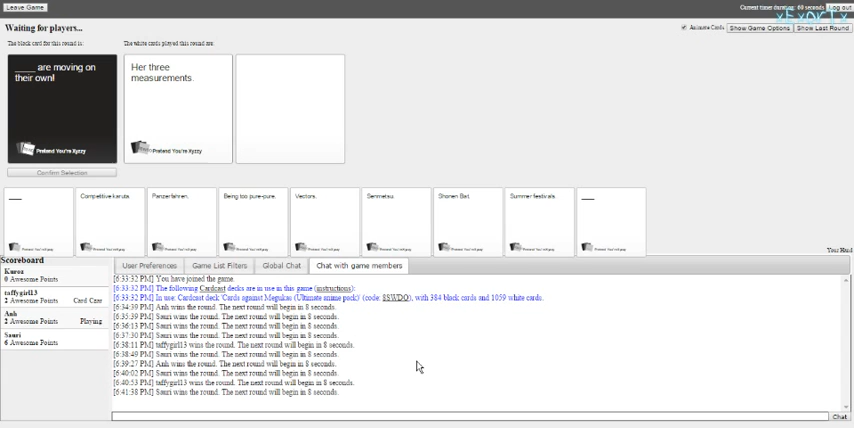 Leave Game
Current timer duration: 60 seconds
Log out
xExorIx
Waiting for players...
Animate Cards
Show Game Options
Show Last Round
The black card for this round is:
The white cards played this round are:
____ are moving on
their own!
Pretend You're Xyzzy
Her three
measurements.
Pretend You're Xyzzy
Confirm Selection
____
Competitive karuta.
Panzerfahren.
Being too pure-pure.
Vectors.
Senmetsu.
Shonen Bat.
Summer festivals.
____
Your Hand
Scoreboard
Kuroz
0 Awesome Points
taffygirl13
2 Awesome Points
Card Czar
Anh
2 Awesome Points
Playing
Sauri
6 Awesome Points
User Preferences
Game List Filters
Global Chat
Chat with game members
[6:33:32 PM] You have joined the game.
[6:33:32 PM] The following Cardcast decks are in use in this game (instructions):
[6:33:32 PM] In use: Cardcast deck 'Cards against Megukas (Ultimate anime pack)' (code: 8SWDQ), with 384 black cards and 1059 white cards.
[6:34:39 PM] Anh wins the round. The next round will begin in 8 seconds.
[6:35:39 PM] Sauri wins the round. The next round will begin in 8 seconds.
[6:36:13 PM] Sauri wins the round. The next round will begin in 8 seconds.
[6:37:30 PM] Sauri wins the round. The next round will begin in 8 seconds.
[6:38:11 PM] taffygirl13 wins the round. The next round will begin in 8 seconds.
[6:38:49 PM] Sauri wins the round. The next round will begin in 8 seconds.
[6:39:27 PM] Anh wins the round. The next round will begin in 8 seconds.
[6:40:02 PM] Sauri wins the round. The next round will begin in 8 seconds.
[6:40:53 PM] taffygirl13 wins the round. The next round will begin in 8 seconds.
[6:41:38 PM] Sauri wins the round. The next round will begin in 8 seconds.
Chat